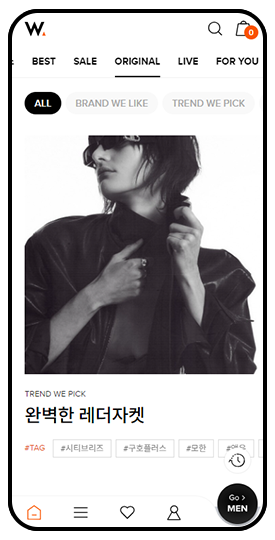 W.
0
BEST SALE ORIGINAL LIVE FOR YOU
ALL BRAND WE LIKE TREND WE PICK
TREND WE PICK
완벽한 레더자켓
#TAG #시티브리즈 #구호플러스 #모한
Go >
MEN